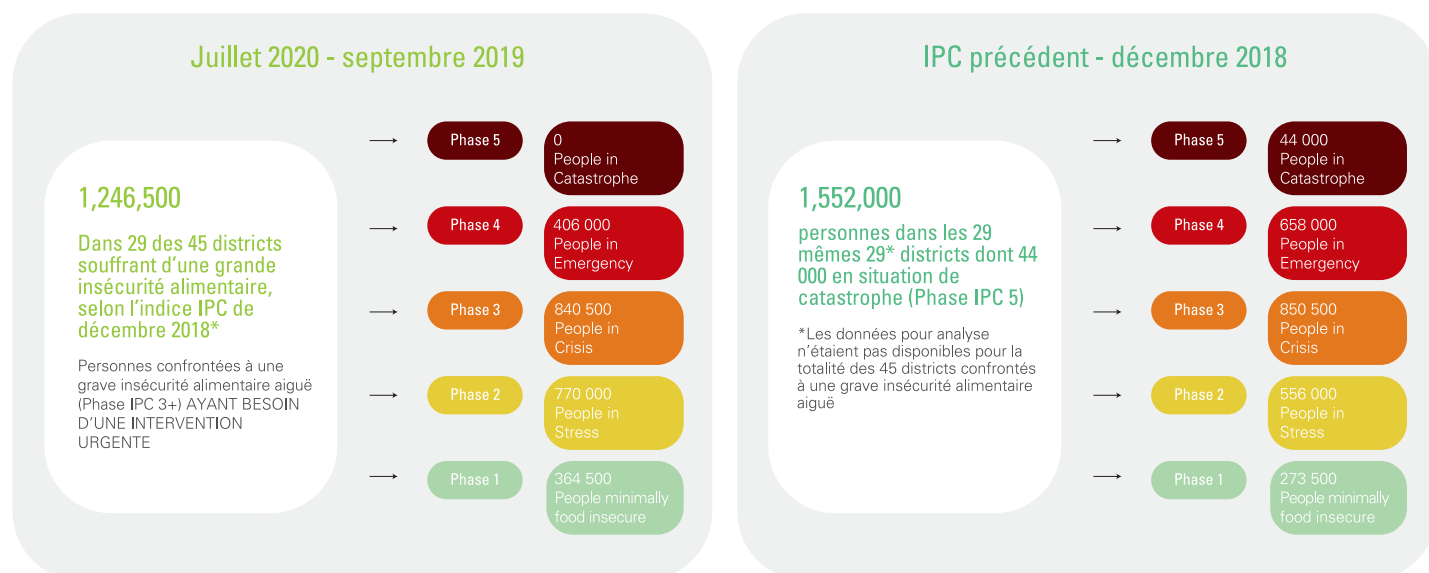 Juillet 2020 - septembre 2019
1,246,500
Dans 29 des 45 districts
souffrant d'une grande
insécurité alimentaire,
selon l'indice IPC de
décembre 2018*
Personnes confrontées à une
grave insécurité alimentaire aiguë
(Phase IPC 3+) AYANT BESOIN
D'UNE INTERVENTION
URGENTE
Phase 5
0
People in
Catastrophe
Phase 4
406 000
People in
Emergency
Phase 3
840 500
People in
Crisis
Phase 2
770 000
People in
Stress
Phase 1
364 500
People minimally
food insecure
IPC précédent - décembre 2018
1,552,000
personnes dans les 29
mêmes 29* districts dont 44
000 en situation de
catastrophe (Phase IPC 5)
*Les données pour analyse
n'étaient pas disponibles pour la
totalité des 45 districts confrontés
à une grave insécurité alimentaire
aiguë
Phase 5
44 000
People in
Catastrophe
Phase 4
658 000
People in
Emergency
Phase 3
850 500
People in
Crisis
Phase 2
556 000
People in
Stress
Phase 1
273 500
People minimally
food insecure